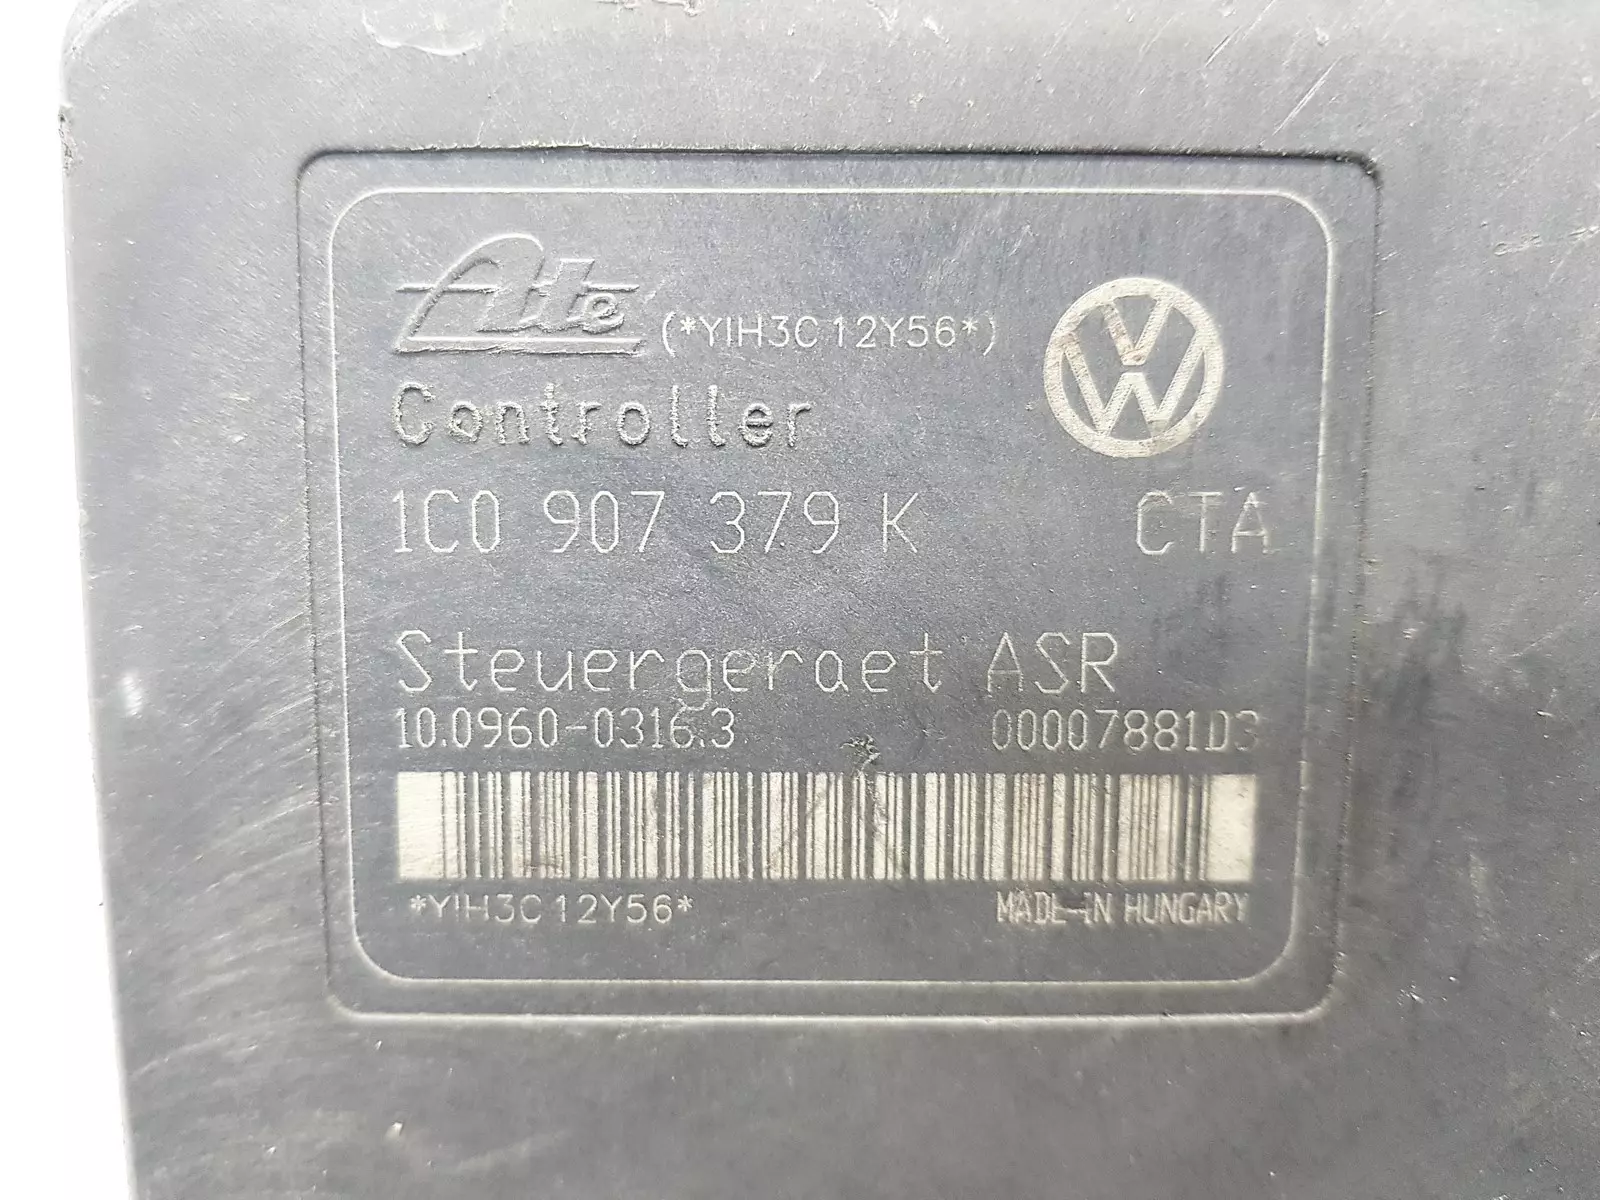 Ate (*YIH3C12Y56*)
Controller
1C0 907 379 K CTA
Steuergeraet ASR
10.0960-0316.3 00007881D3
*YIH3C12Y56* MADE-IN HUNGARY